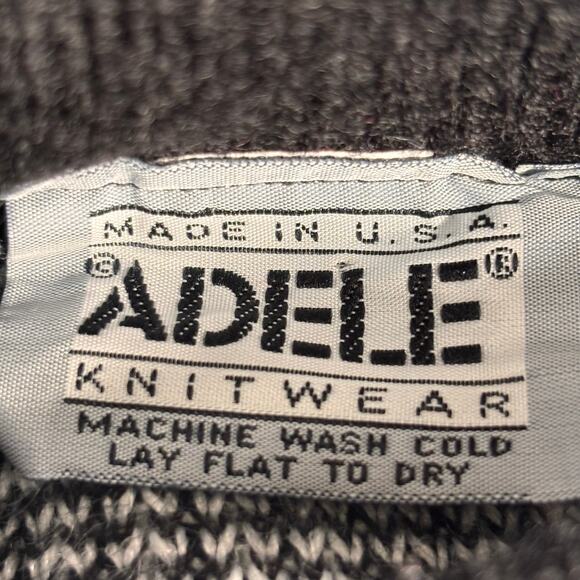 MADE IN U.S.A.
©ADELE®
KNITWEAR
MACHINE WASH COLD
LAY FLAT TO DRY